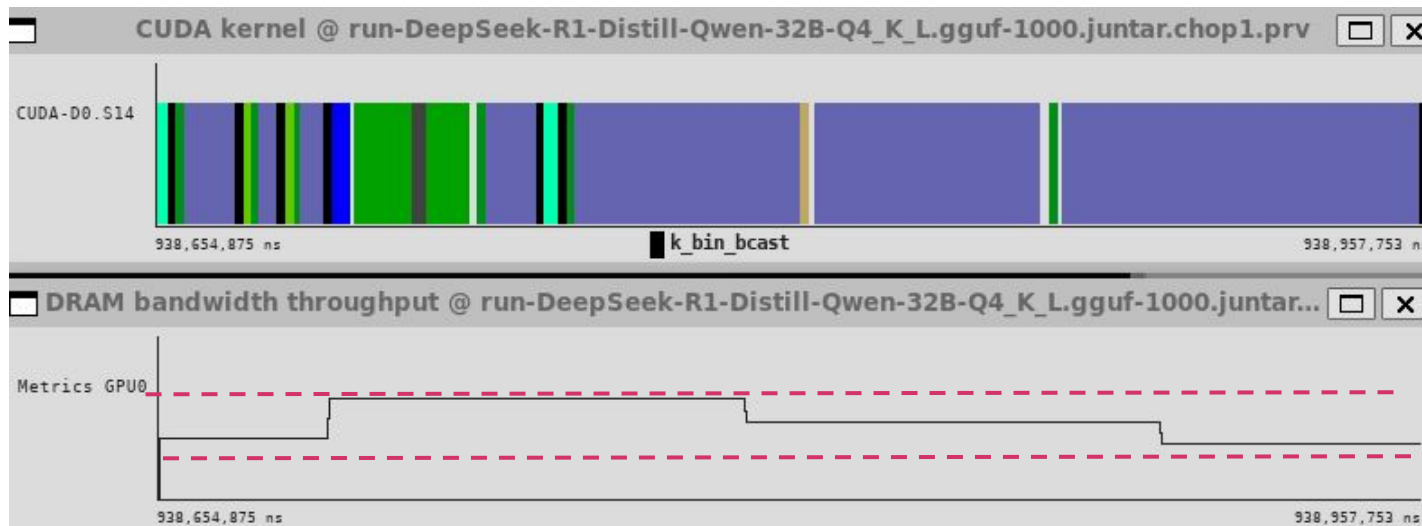 CUDA kernel @ run-DeepSeek-R1-Distill-Qwen-32B-Q4_K_L.gguf-1000.juntar.chop1.prv
CUDA-D0.S14
938,654,875 ns
k_bin_bcast
938,957,753 n
DRAM bandwidth throughput @ run-DeepSeek-R1-Distill-Qwen-32B-Q4_K_L.gguf-1000.juntar...
Metrics GPU0
938,654,875 ns
938,957,753 ns